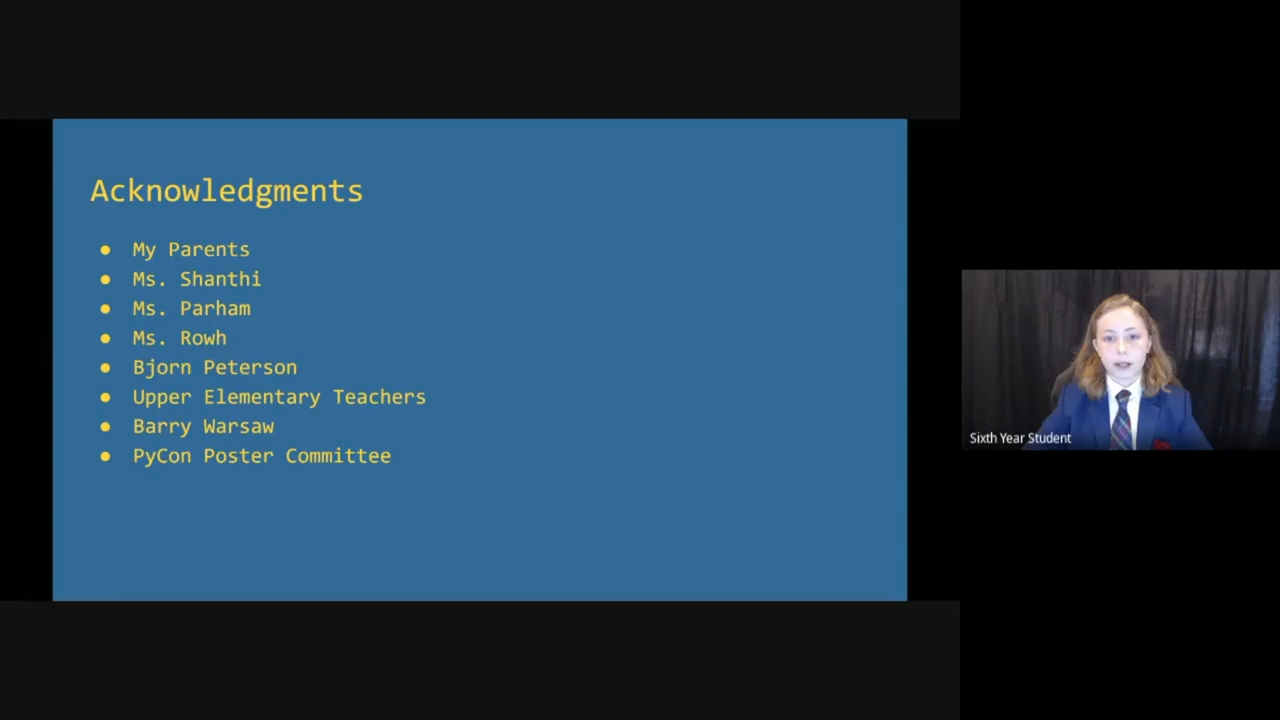 Acknowledgments
● My Parents
● Ms. Shanthi
● Ms. Parham
● Ms. Rowh
● Bjorn Peterson
● Upper Elementary Teachers
● Barry Warsaw
● PyCon Poster Committee
Sixth Year Student